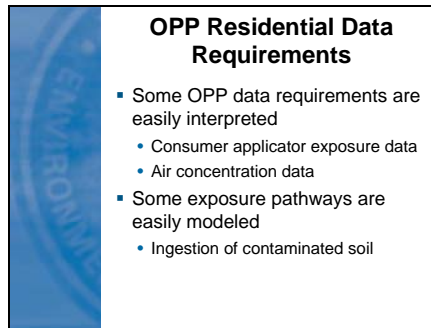 OPP Residential Data
Requirements
▪ Some OPP data requirements are
easily interpreted
• Consumer applicator exposure data
• Air concentration data
▪ Some exposure pathways are
easily modeled
• Ingestion of contaminated soil
ENVIRONME